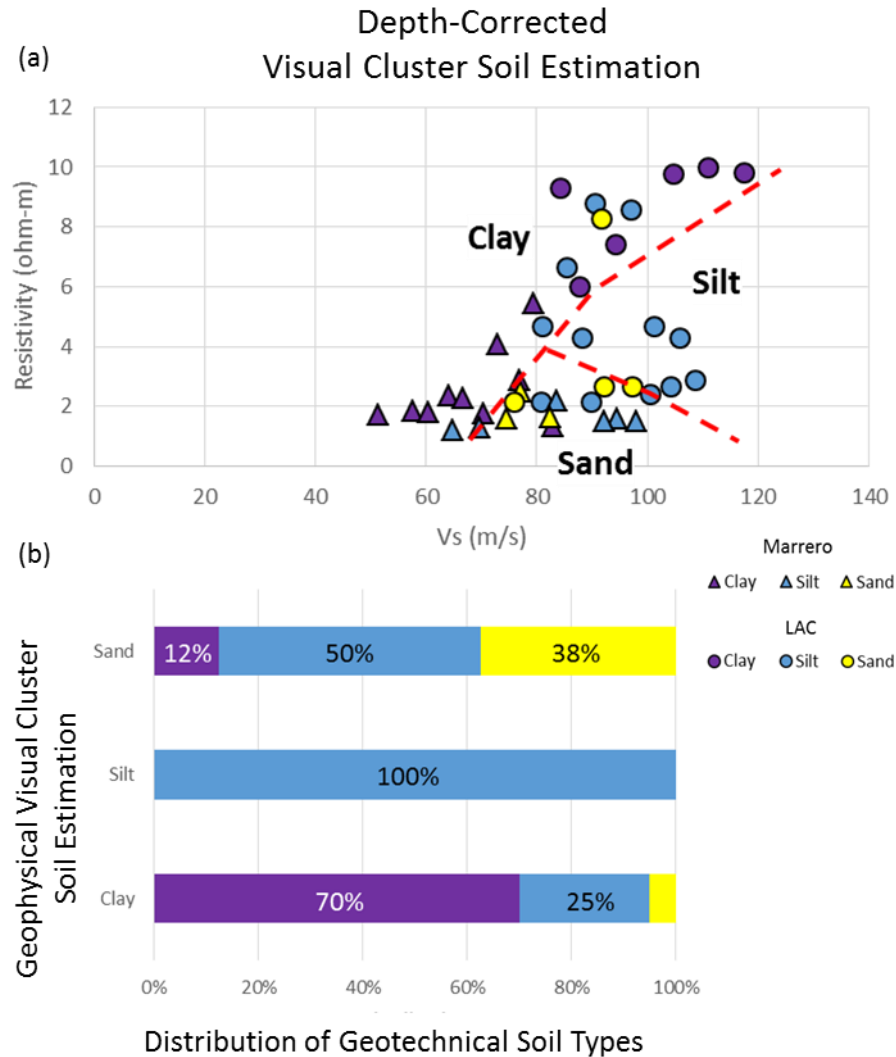 Depth-Corrected
(a)
Visual Cluster Soil Estimation
12
10
8
6
4
2
0
Resistivity (ohm-m)
Clay
Silt
Sand
0 20 40 60 80 100 120 140
Vs (m/s)
(b)
Marrero
Clay Silt Sand
LAC
Clay Silt Sand
Geophysical Visual Cluster
Soil Estimation
Sand
12% 50% 38%
Silt
100%
Clay
70% 25%
0% 20% 40% 60% 80% 100%
Distribution of Geotechnical Soil Types